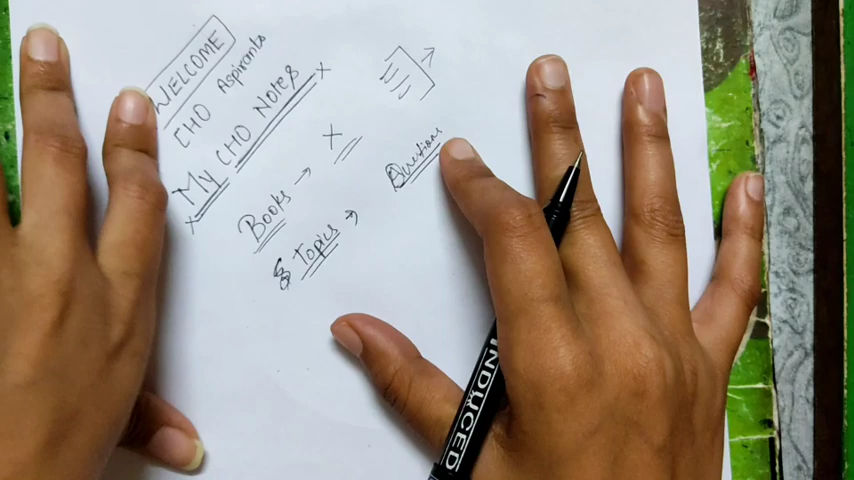 WELCOME
CHO Aspirants
My CHO Notes
Books → X
& Topics → Questions
INDUCED